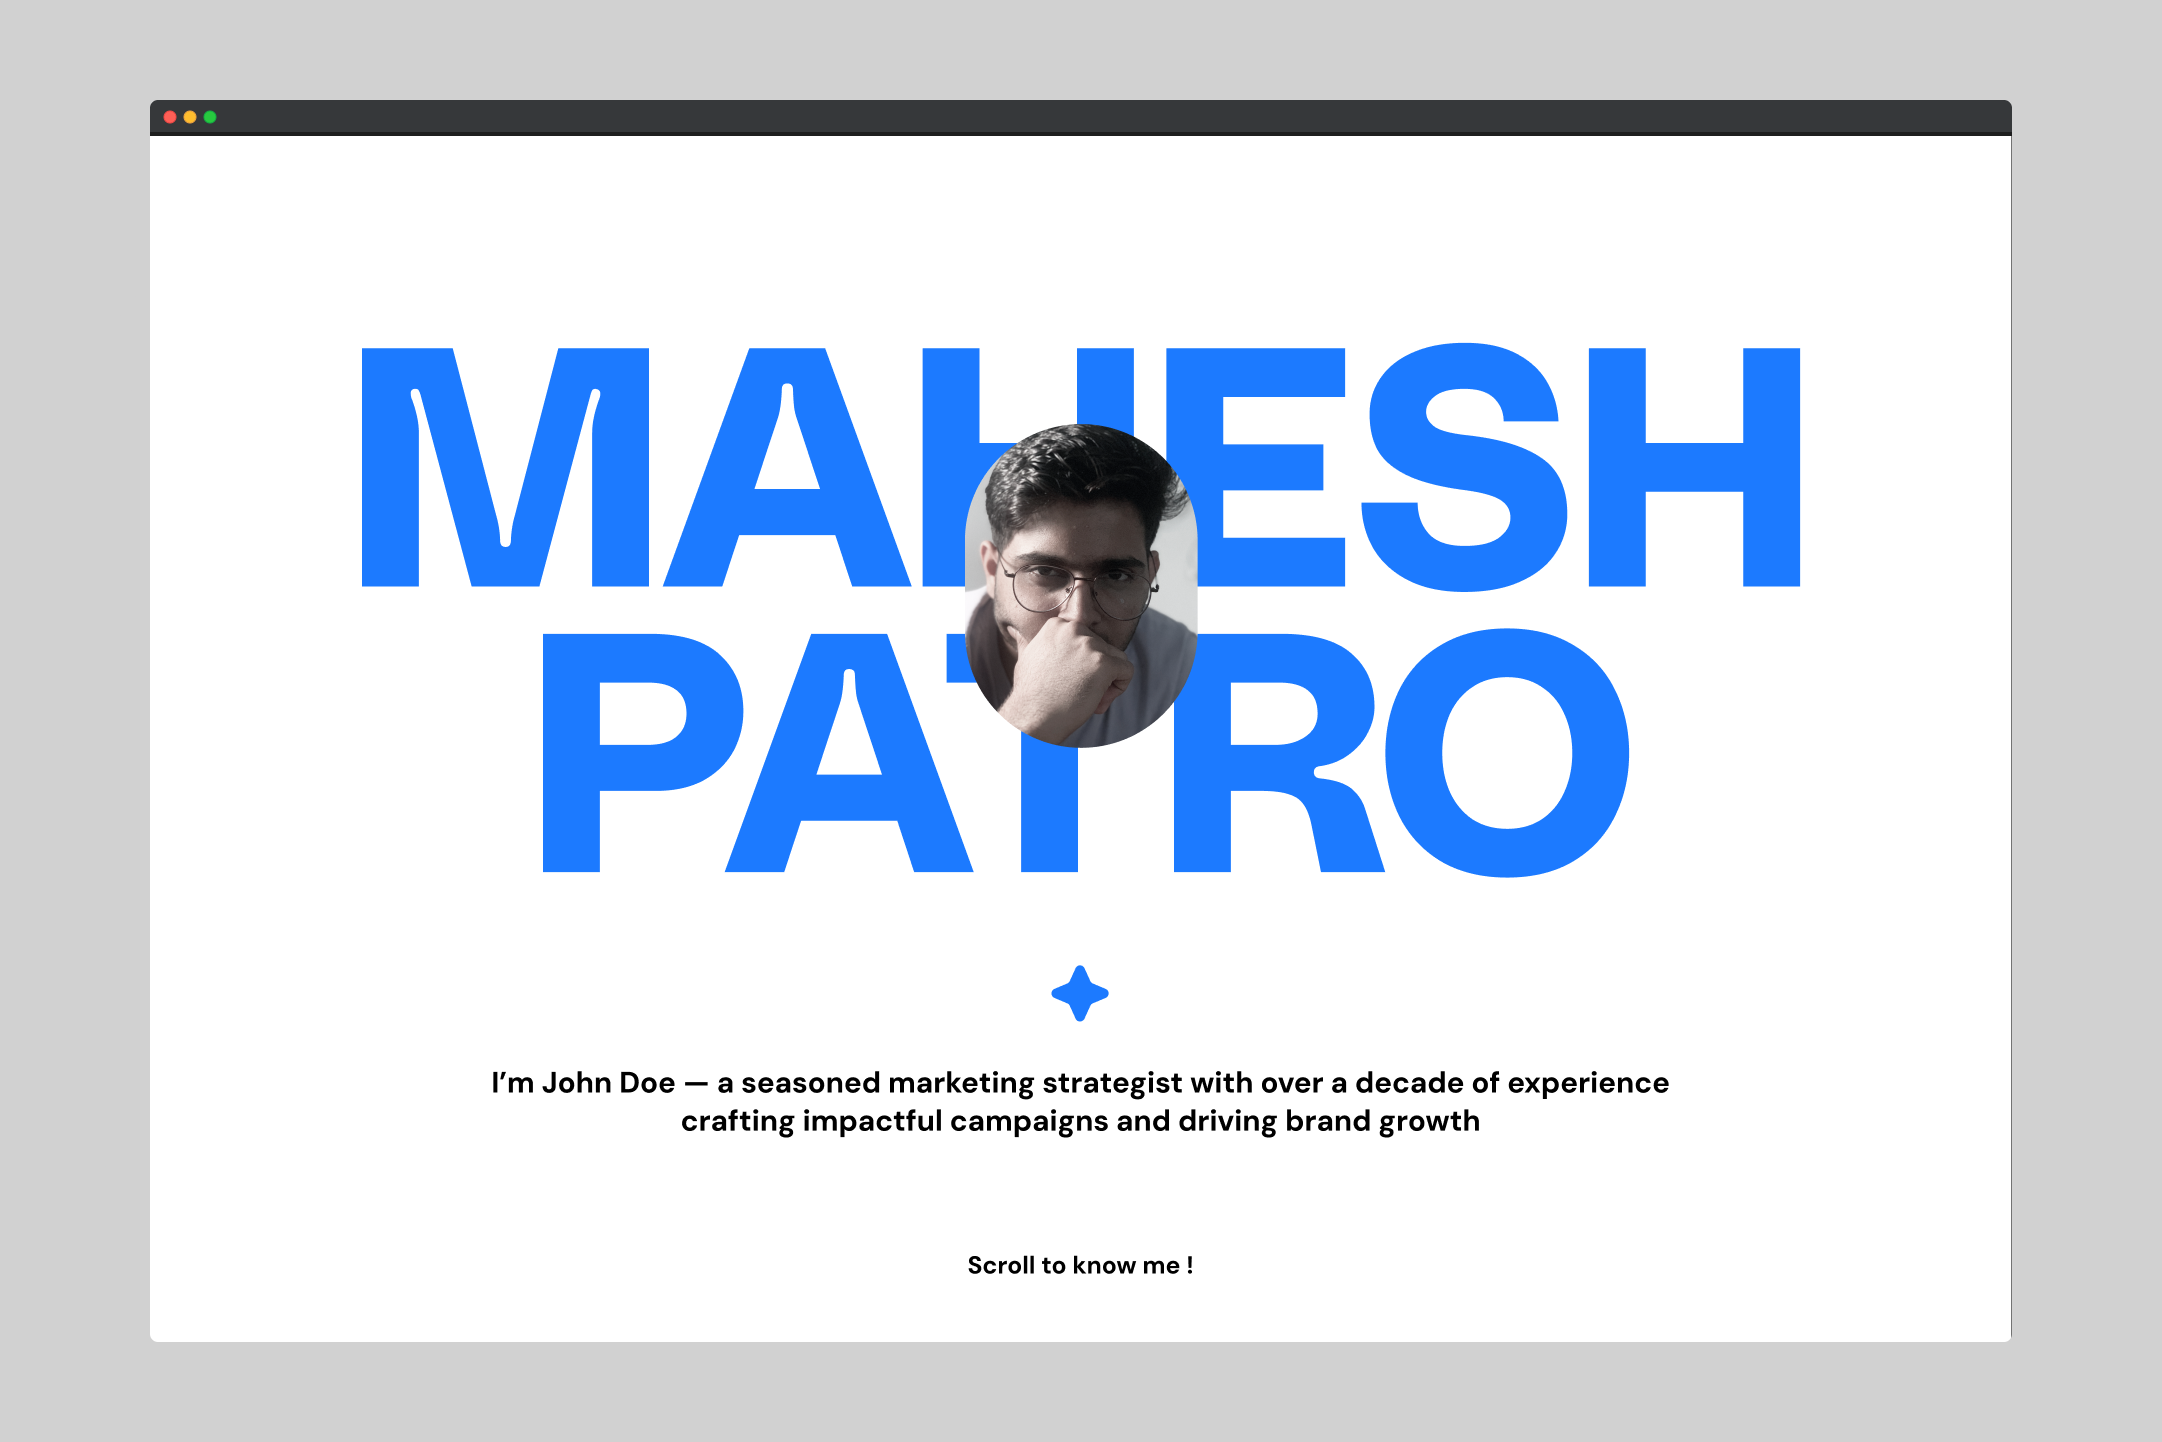 MAHESH
PATRO
I’m John Doe — a seasoned marketing strategist with over a decade of experience
crafting impactful campaigns and driving brand growth
Scroll to know me !